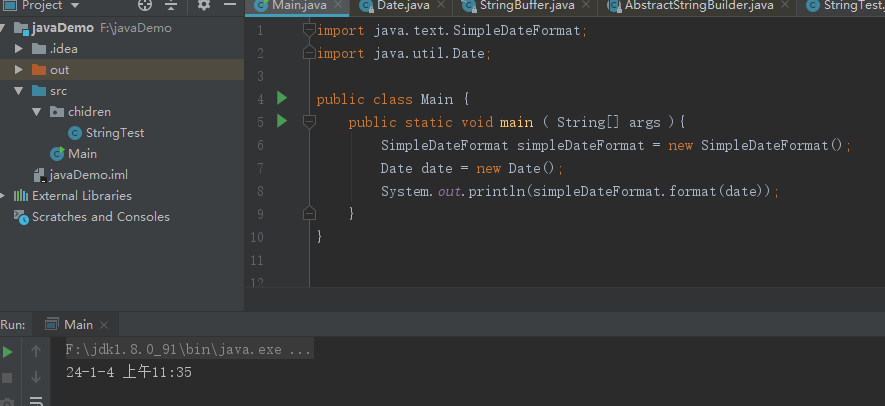 Project
Main.java
Date.java
StringBuffer.java
AbstractStringBuilder.java
StringTest.
javaDemo F:\javaDemo
.idea
out
src
chidren
StringTest
Main
javaDemo.iml
External Libraries
Scratches and Consoles
1 import java.text.SimpleDateFormat;
2 import java.util.Date;
3
4 public class Main {
5 public static void main ( String[] args ){
6 SimpleDateFormat simpleDateFormat = new SimpleDateFormat();
7 Date date = new Date();
8 System.out.println(simpleDateFormat.format(date));
9 }
10 }
11
12
Run: Main
F:\jdk1.8.0_91\bin\java.exe ...
24-1-4 上午11:35